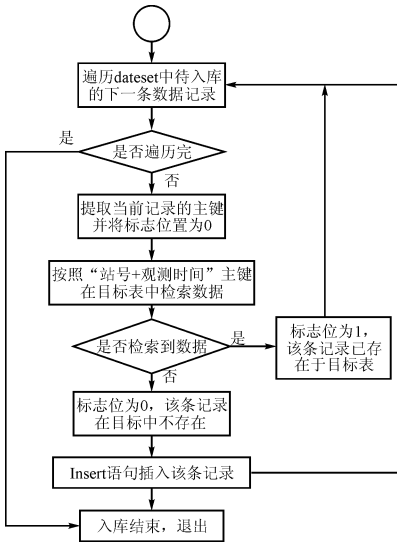 遍历dateset中待入库
的下一条数据记录
是
是否遍历完
否
提取当前记录的主键
并将标志位置为0
按照“站号+观测时间”主键
在目标表中检索数据
是否检索到数据
是
标志位为1，
该条记录已存
在于目标表
否
标志位为0，该条记录
在目标中不存在
Insert语句插入该条记录
入库结束，退出